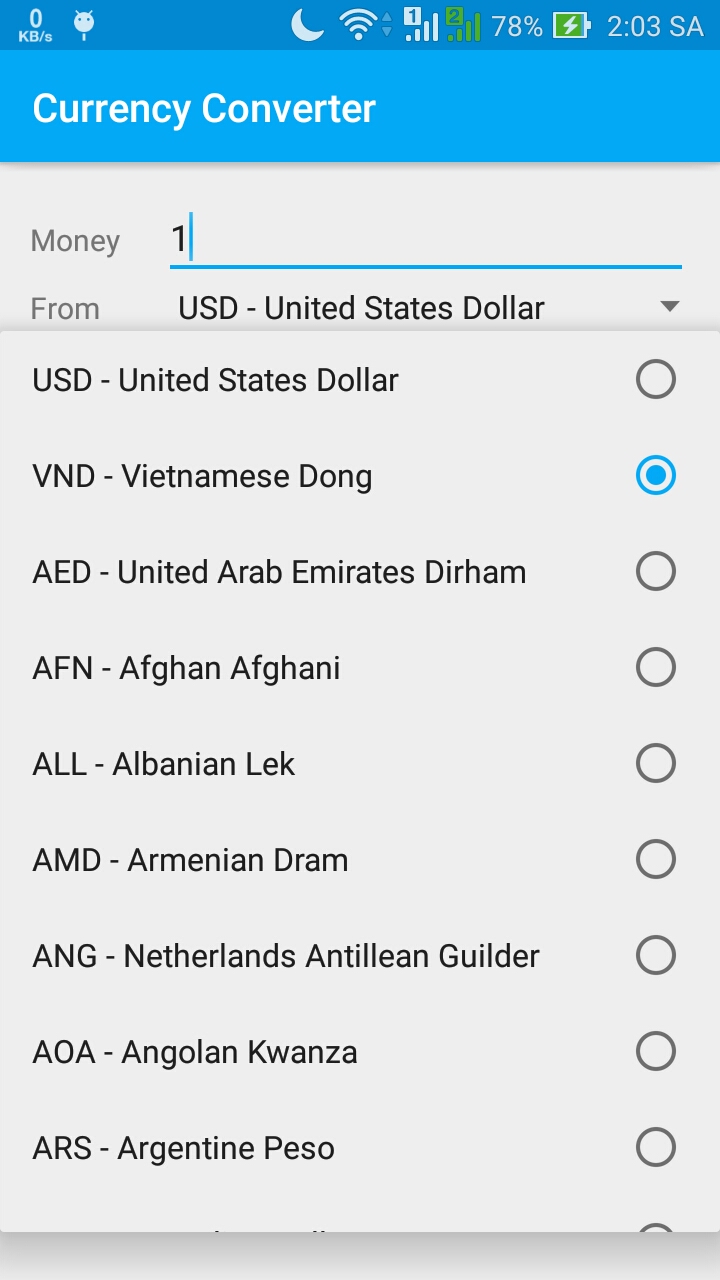 0
KB/s
1
2
78%
2:03 SA
Currency Converter
Money
1
From
USD - United States Dollar
USD - United States Dollar
VND - Vietnamese Dong
AED - United Arab Emirates Dirham
AFN - Afghan Afghani
ALL - Albanian Lek
AMD - Armenian Dram
ANG - Netherlands Antillean Guilder
AOA - Angolan Kwanza
ARS - Argentine Peso